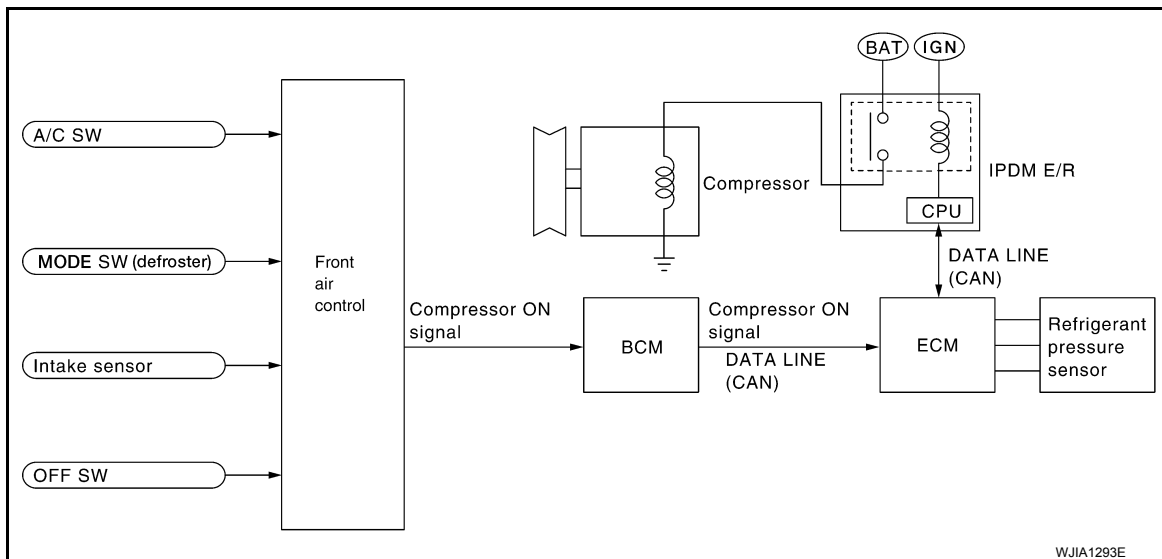 BAT
IGN
A/C SW
MODE SW (defroster)
Intake sensor
OFF SW
Front
air
control
Compressor ON
signal
BCM
Compressor ON
signal
DATA LINE
(CAN)
Compressor
IPDM E/R
CPU
DATA LINE
(CAN)
ECM
Refrigerant
pressure
sensor
WJIA1293E